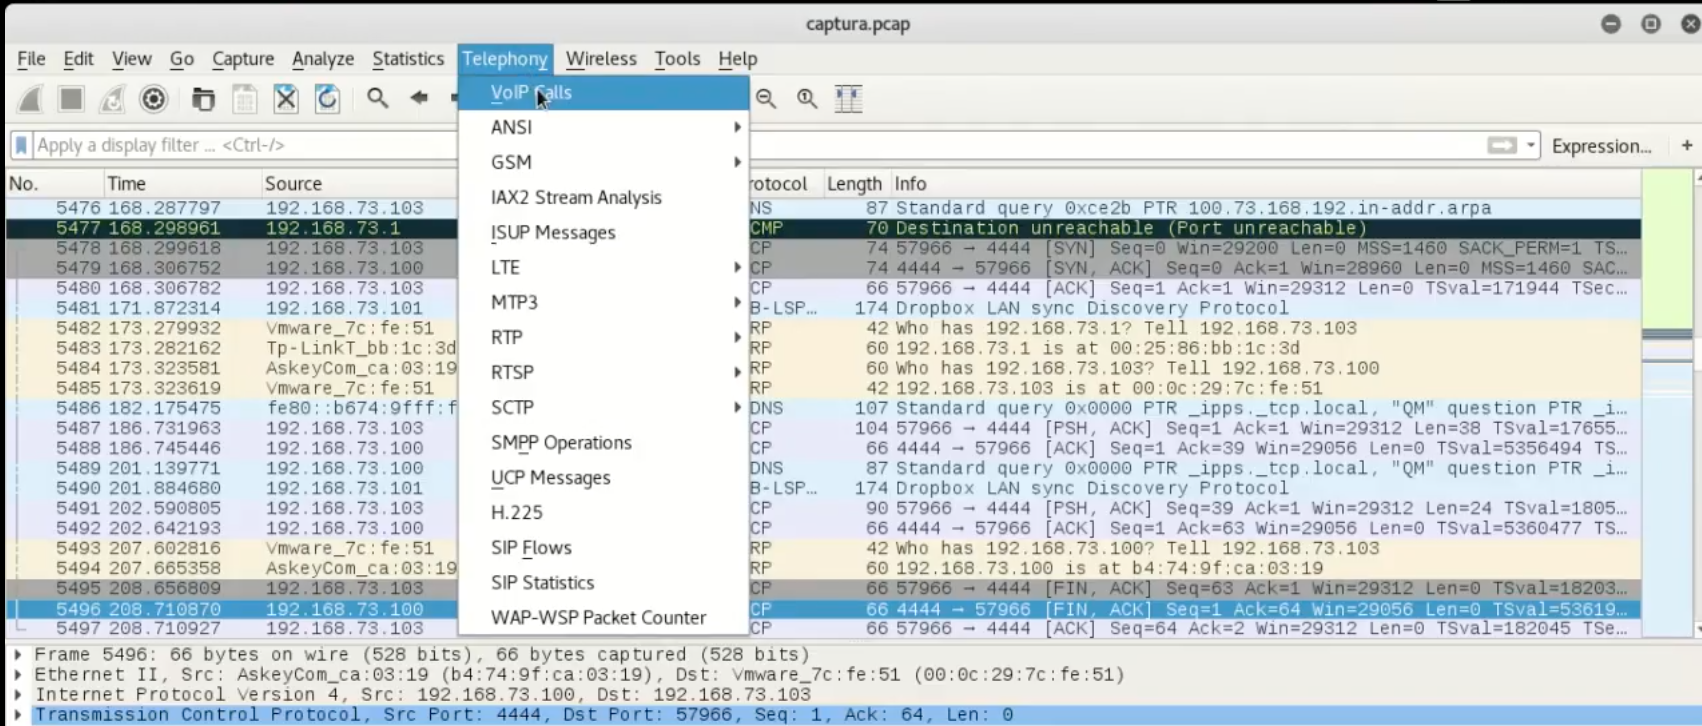 captura.pcap
File Edit View Go Capture Analyze Statistics Telephony Wireless Tools Help
VoIP Calls
ANSI
GSM
IAX2 Stream Analysis
ISUP Messages
LTE
MTP3
RTP
RTSP
SCTP
SMPP Operations
UCP Messages
H.225
SIP Flows
SIP Statistics
WAP-WSP Packet Counter
Apply a display filter ... <Ctrl-/> Expression... +
No. Time Source rotocol Length Info
5476 168.287797 192.168.73.103 NS 87 Standard query 0xce2b PTR 100.73.168.192.in-addr.arpa
5477 168.298961 192.168.73.1 CMP 70 Destination unreachable (Port unreachable)
5478 168.299618 192.168.73.103 CP 74 57966 → 4444 [SYN] Seq=0 Win=29200 Len=0 MSS=1460 SACK_PERM=1 TS…
5479 168.306752 192.168.73.100 CP 74 4444 → 57966 [SYN, ACK] Seq=0 Ack=1 Win=28960 Len=0 MSS=1460 SAC…
5480 168.306782 192.168.73.103 CP 66 57966 → 4444 [ACK] Seq=1 Ack=1 Win=29312 Len=0 TSval=171944 TSec…
5481 171.872314 192.168.73.101 B-LSP… 174 Dropbox LAN sync Discovery Protocol
5482 173.279932 Vmware_7c:fe:51 RP 42 Who has 192.168.73.1? Tell 192.168.73.103
5483 173.282162 Tp-LinkT_bb:1c:3d RP 60 192.168.73.1 is at 00:25:86:bb:1c:3d
5484 173.323581 AskeyCom_ca:03:19 RP 60 Who has 192.168.73.103? Tell 192.168.73.100
5485 173.323619 Vmware_7c:fe:51 RP 42 192.168.73.103 is at 00:0c:29:7c:fe:51
5486 182.175475 fe80::b674:9fff:f DNS 107 Standard query 0x0000 PTR _ipps._tcp.local, "QM" question PTR _i…
5487 186.731963 192.168.73.103 CP 104 57966 → 4444 [PSH, ACK] Seq=1 Ack=1 Win=29312 Len=38 TSval=17655…
5488 186.745446 192.168.73.100 CP 66 4444 → 57966 [ACK] Seq=1 Ack=39 Win=29056 Len=0 TSval=5356494 TS…
5489 201.139771 192.168.73.100 DNS 87 Standard query 0x0000 PTR _ipps._tcp.local, "QM" question PTR _i…
5490 201.884680 192.168.73.101 B-LSP… 174 Dropbox LAN sync Discovery Protocol
5491 202.590805 192.168.73.103 CP 90 57966 → 4444 [PSH, ACK] Seq=39 Ack=1 Win=29312 Len=24 TSval=1805…
5492 202.642193 192.168.73.100 CP 66 4444 → 57966 [ACK] Seq=1 Ack=63 Win=29056 Len=0 TSval=5360477 TS…
5493 207.602816 Vmware_7c:fe:51 RP 42 Who has 192.168.73.100? Tell 192.168.73.103
5494 207.665358 AskeyCom_ca:03:19 RP 60 192.168.73.100 is at b4:74:9f:ca:03:19
5495 208.656809 192.168.73.103 CP 66 57966 → 4444 [FIN, ACK] Seq=63 Ack=1 Win=29312 Len=0 TSval=18203…
5496 208.710870 192.168.73.100 CP 66 4444 → 57966 [FIN, ACK] Seq=1 Ack=64 Win=29056 Len=0 TSval=53619…
5497 208.710927 192.168.73.103 CP 66 57966 → 4444 [ACK] Seq=64 Ack=2 Win=29312 Len=0 TSval=182045 TSe…
Frame 5496: 66 bytes on wire (528 bits), 66 bytes captured (528 bits)
Ethernet II, Src: AskeyCom_ca:03:19 (b4:74:9f:ca:03:19), Dst: Vmware_7c:fe:51 (00:0c:29:7c:fe:51)
Internet Protocol Version 4, Src: 192.168.73.100, Dst: 192.168.73.103
Transmission Control Protocol, Src Port: 4444, Dst Port: 57966, Seq: 1, Ack: 64, Len: 0